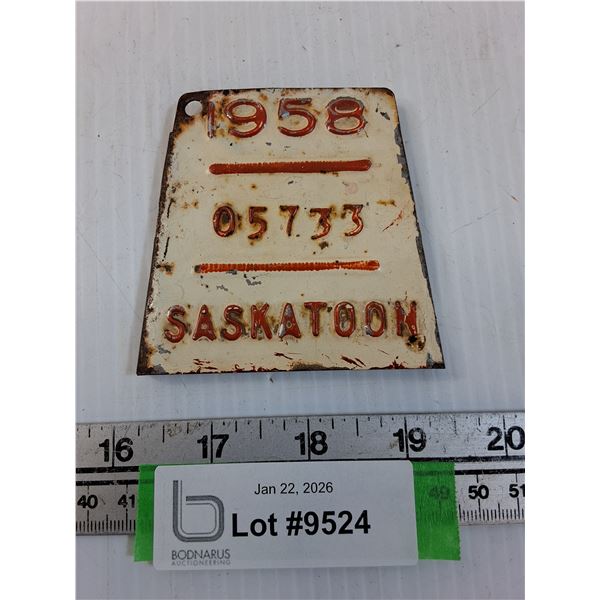 1958
05733
SASKATOON
16 17 18 19 20
40 41 49 50 51
Jan 22, 2026
Lot #9524
b
BODNARUS
AUCTIONEERING